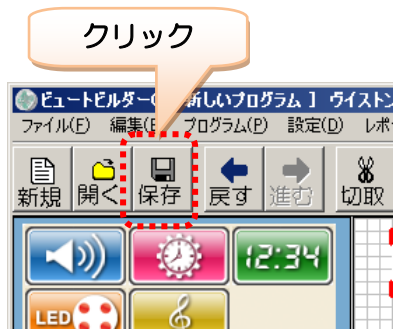 クリック
ビュートビルダー
新しいプログラム ] ヴイストン
ファイル(F) 編集(E) プログラム(P) 設定(D) レポ
新規 開く 保存 戻す 進む 切取
12:34
LED